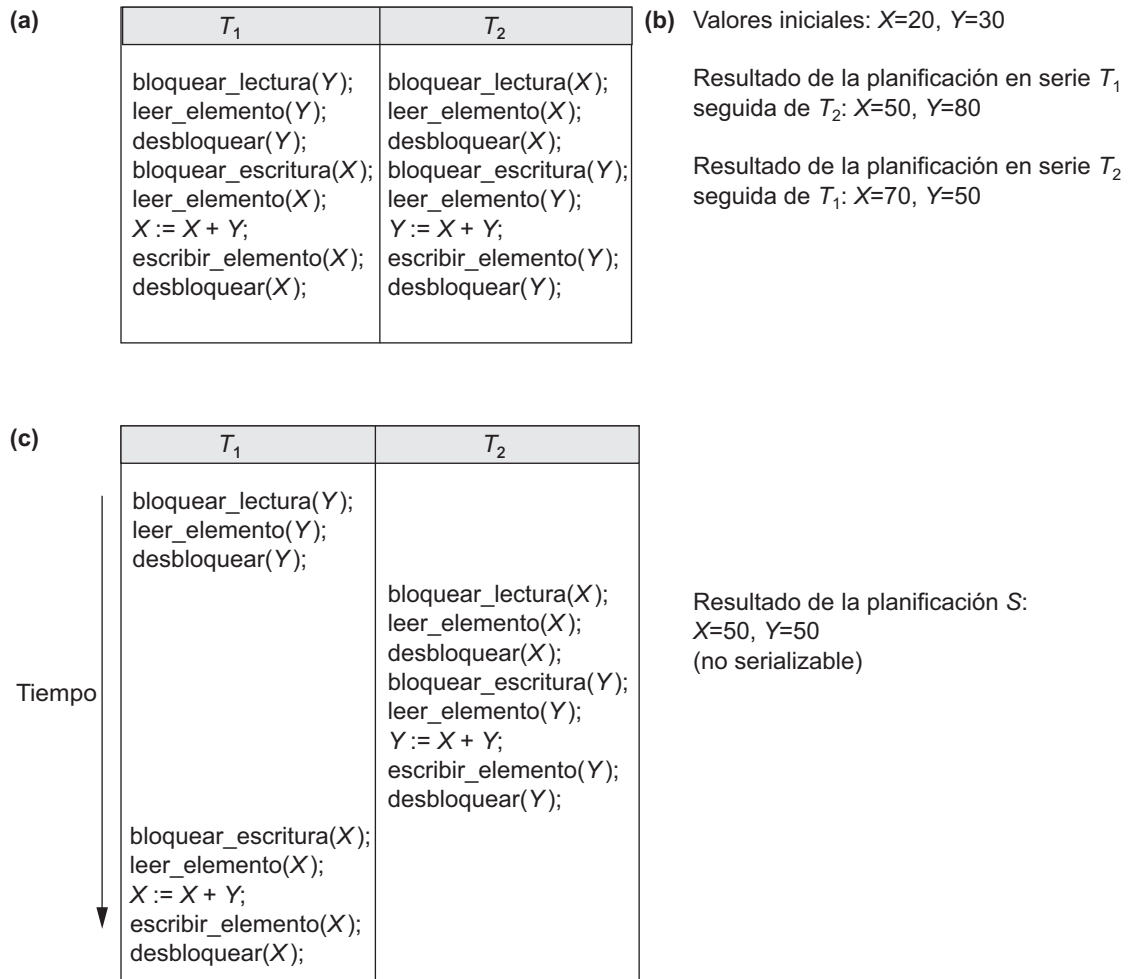 (a)
T1
T2
bloquear_lectura(Y);
leer_elemento(Y);
desbloquear(Y);
bloquear_escritura(X);
leer_elemento(X);
X := X + Y;
escribir_elemento(X);
desbloquear(X);
bloquear_lectura(X);
leer_elemento(X);
desbloquear(X);
bloquear_escritura(Y);
leer_elemento(Y);
Y := X + Y;
escribir_elemento(Y);
desbloquear(Y);
(b) Valores iniciales: X=20, Y=30
Resultado de la planificación en serie T1
seguida de T2: X=50, Y=80
Resultado de la planificación en serie T2
seguida de T1: X=70, Y=50
(c)
T1
T2
Tiempo
bloquear_lectura(Y);
leer_elemento(Y);
desbloquear(Y);
bloquear_lectura(X);
leer_elemento(X);
desbloquear(X);
bloquear_escritura(Y);
leer_elemento(Y);
Y := X + Y;
escribir_elemento(Y);
desbloquear(Y);
bloquear_escritura(X);
leer_elemento(X);
X := X + Y;
escribir_elemento(X);
desbloquear(X);
Resultado de la planificación S:
X=50, Y=50
(no serializable)